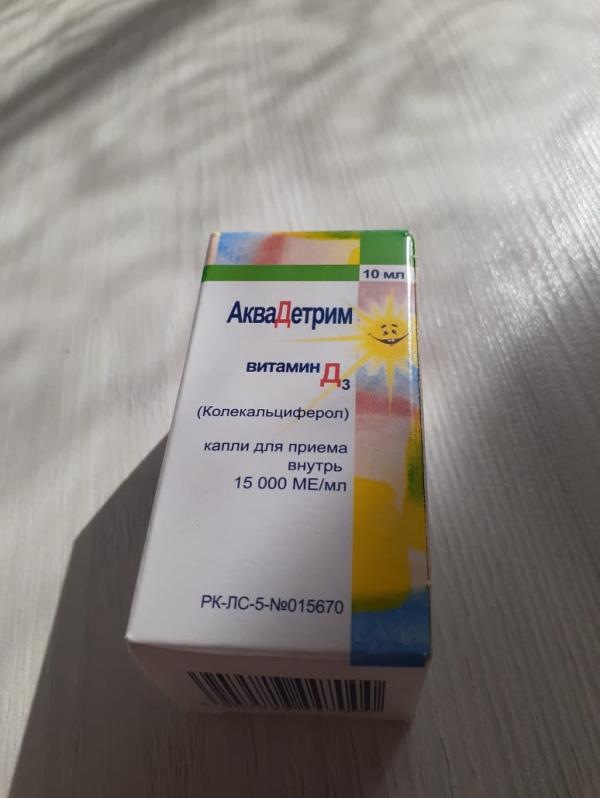 10 мл
АкваДетрим
витамин Д3
(Колекальциферол)
капли для приема
внутрь
15 000 МЕ/мл
РК-ЛС-5-№015670